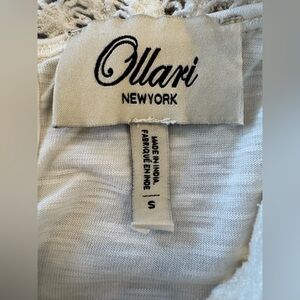 Ollari
NEWYORK
MADE IN INDIA
FABRIQUÉ EN INDE
S